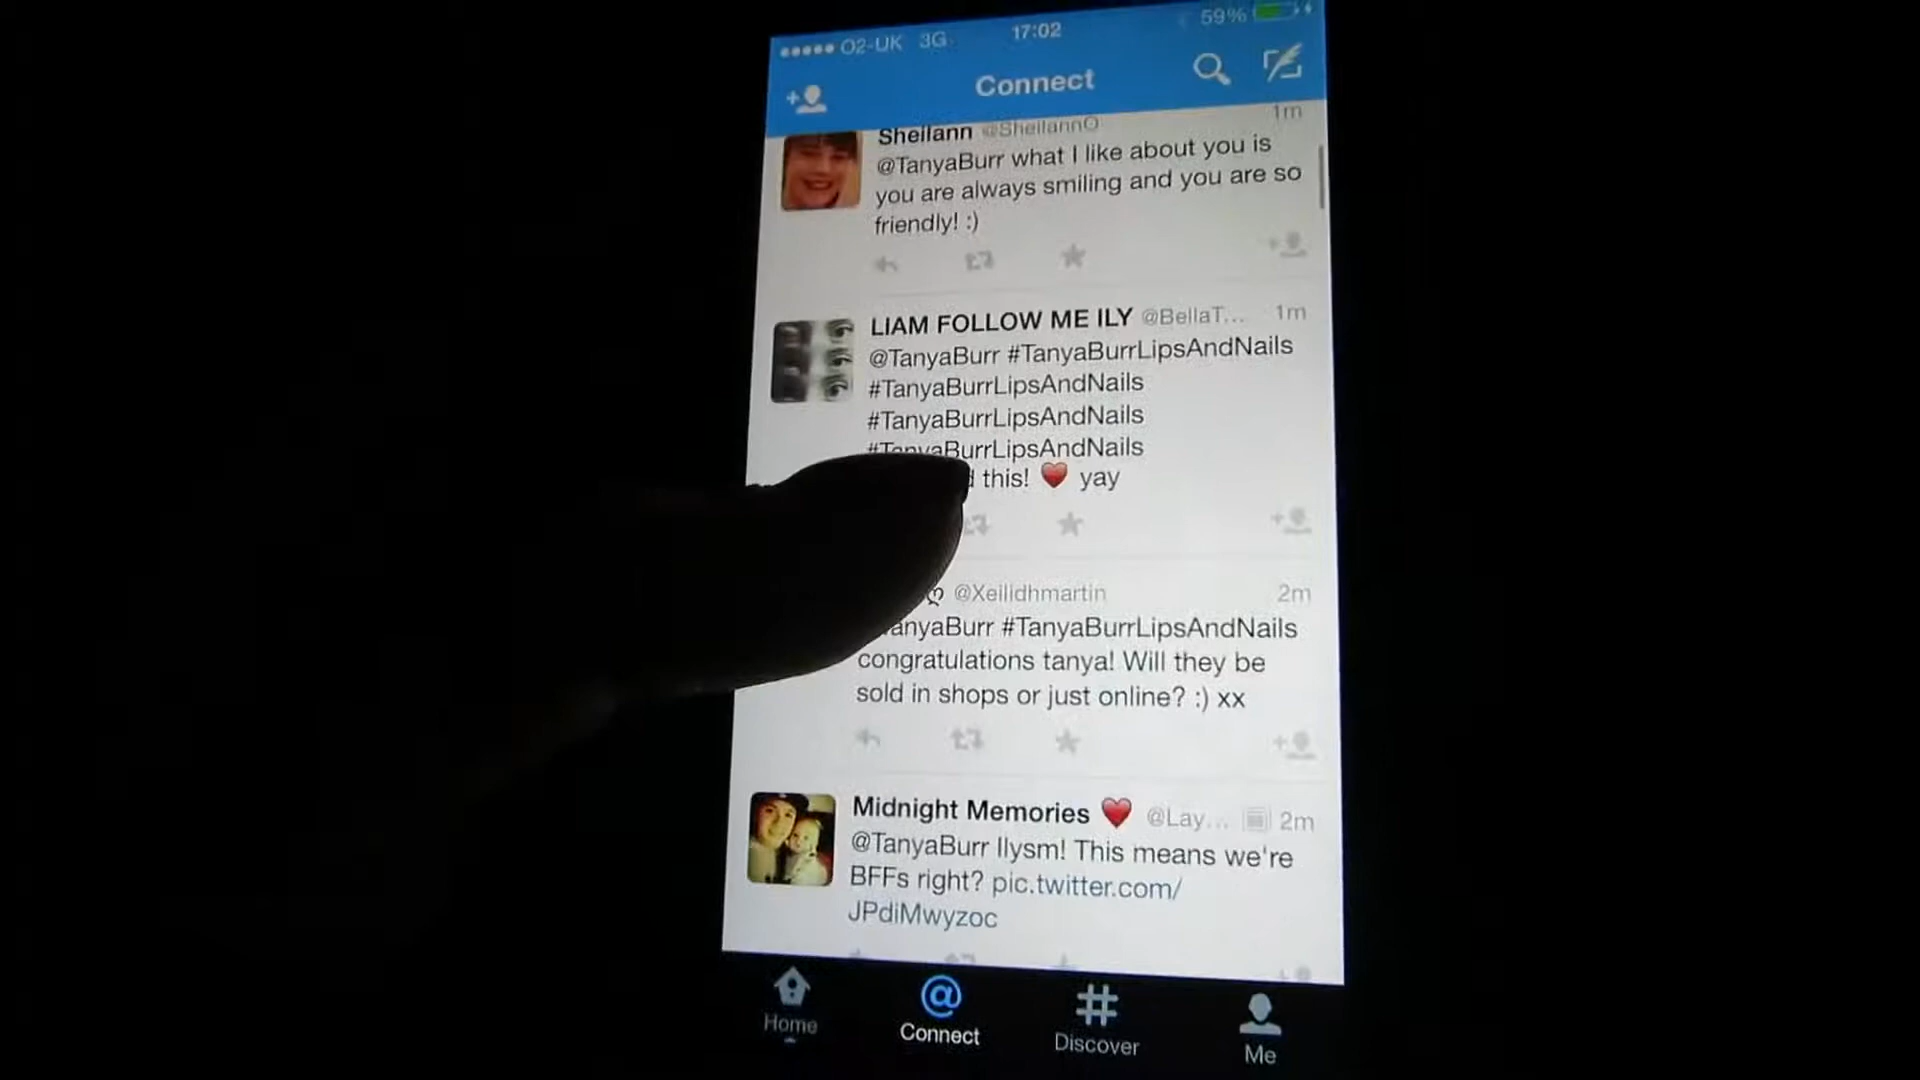 O2-UK 3G 17:02 59%
Connect
Sheilann @SheilannO 1m
@TanyaBurr what I like about you is
you are always smiling and you are so
friendly! :)
LIAM FOLLOW ME ILY @BellaT... 1m
@TanyaBurr #TanyaBurrLipsAndNails
#TanyaBurrLipsAndNails
#TanyaBurrLipsAndNails
#TanyaBurrLipsAndNails
this! ❤️ yay
@Xeilidhmartin 2m
#TanyaBurrLipsAndNails
congratulations tanya! Will they be
sold in shops or just online? :) xx
Midnight Memories ❤️ @Lay... 2m
@TanyaBurr Ilysm! This means we're
BFFs right? pic.twitter.com/
JPdiMwyzoc
Home Connect Discover Me